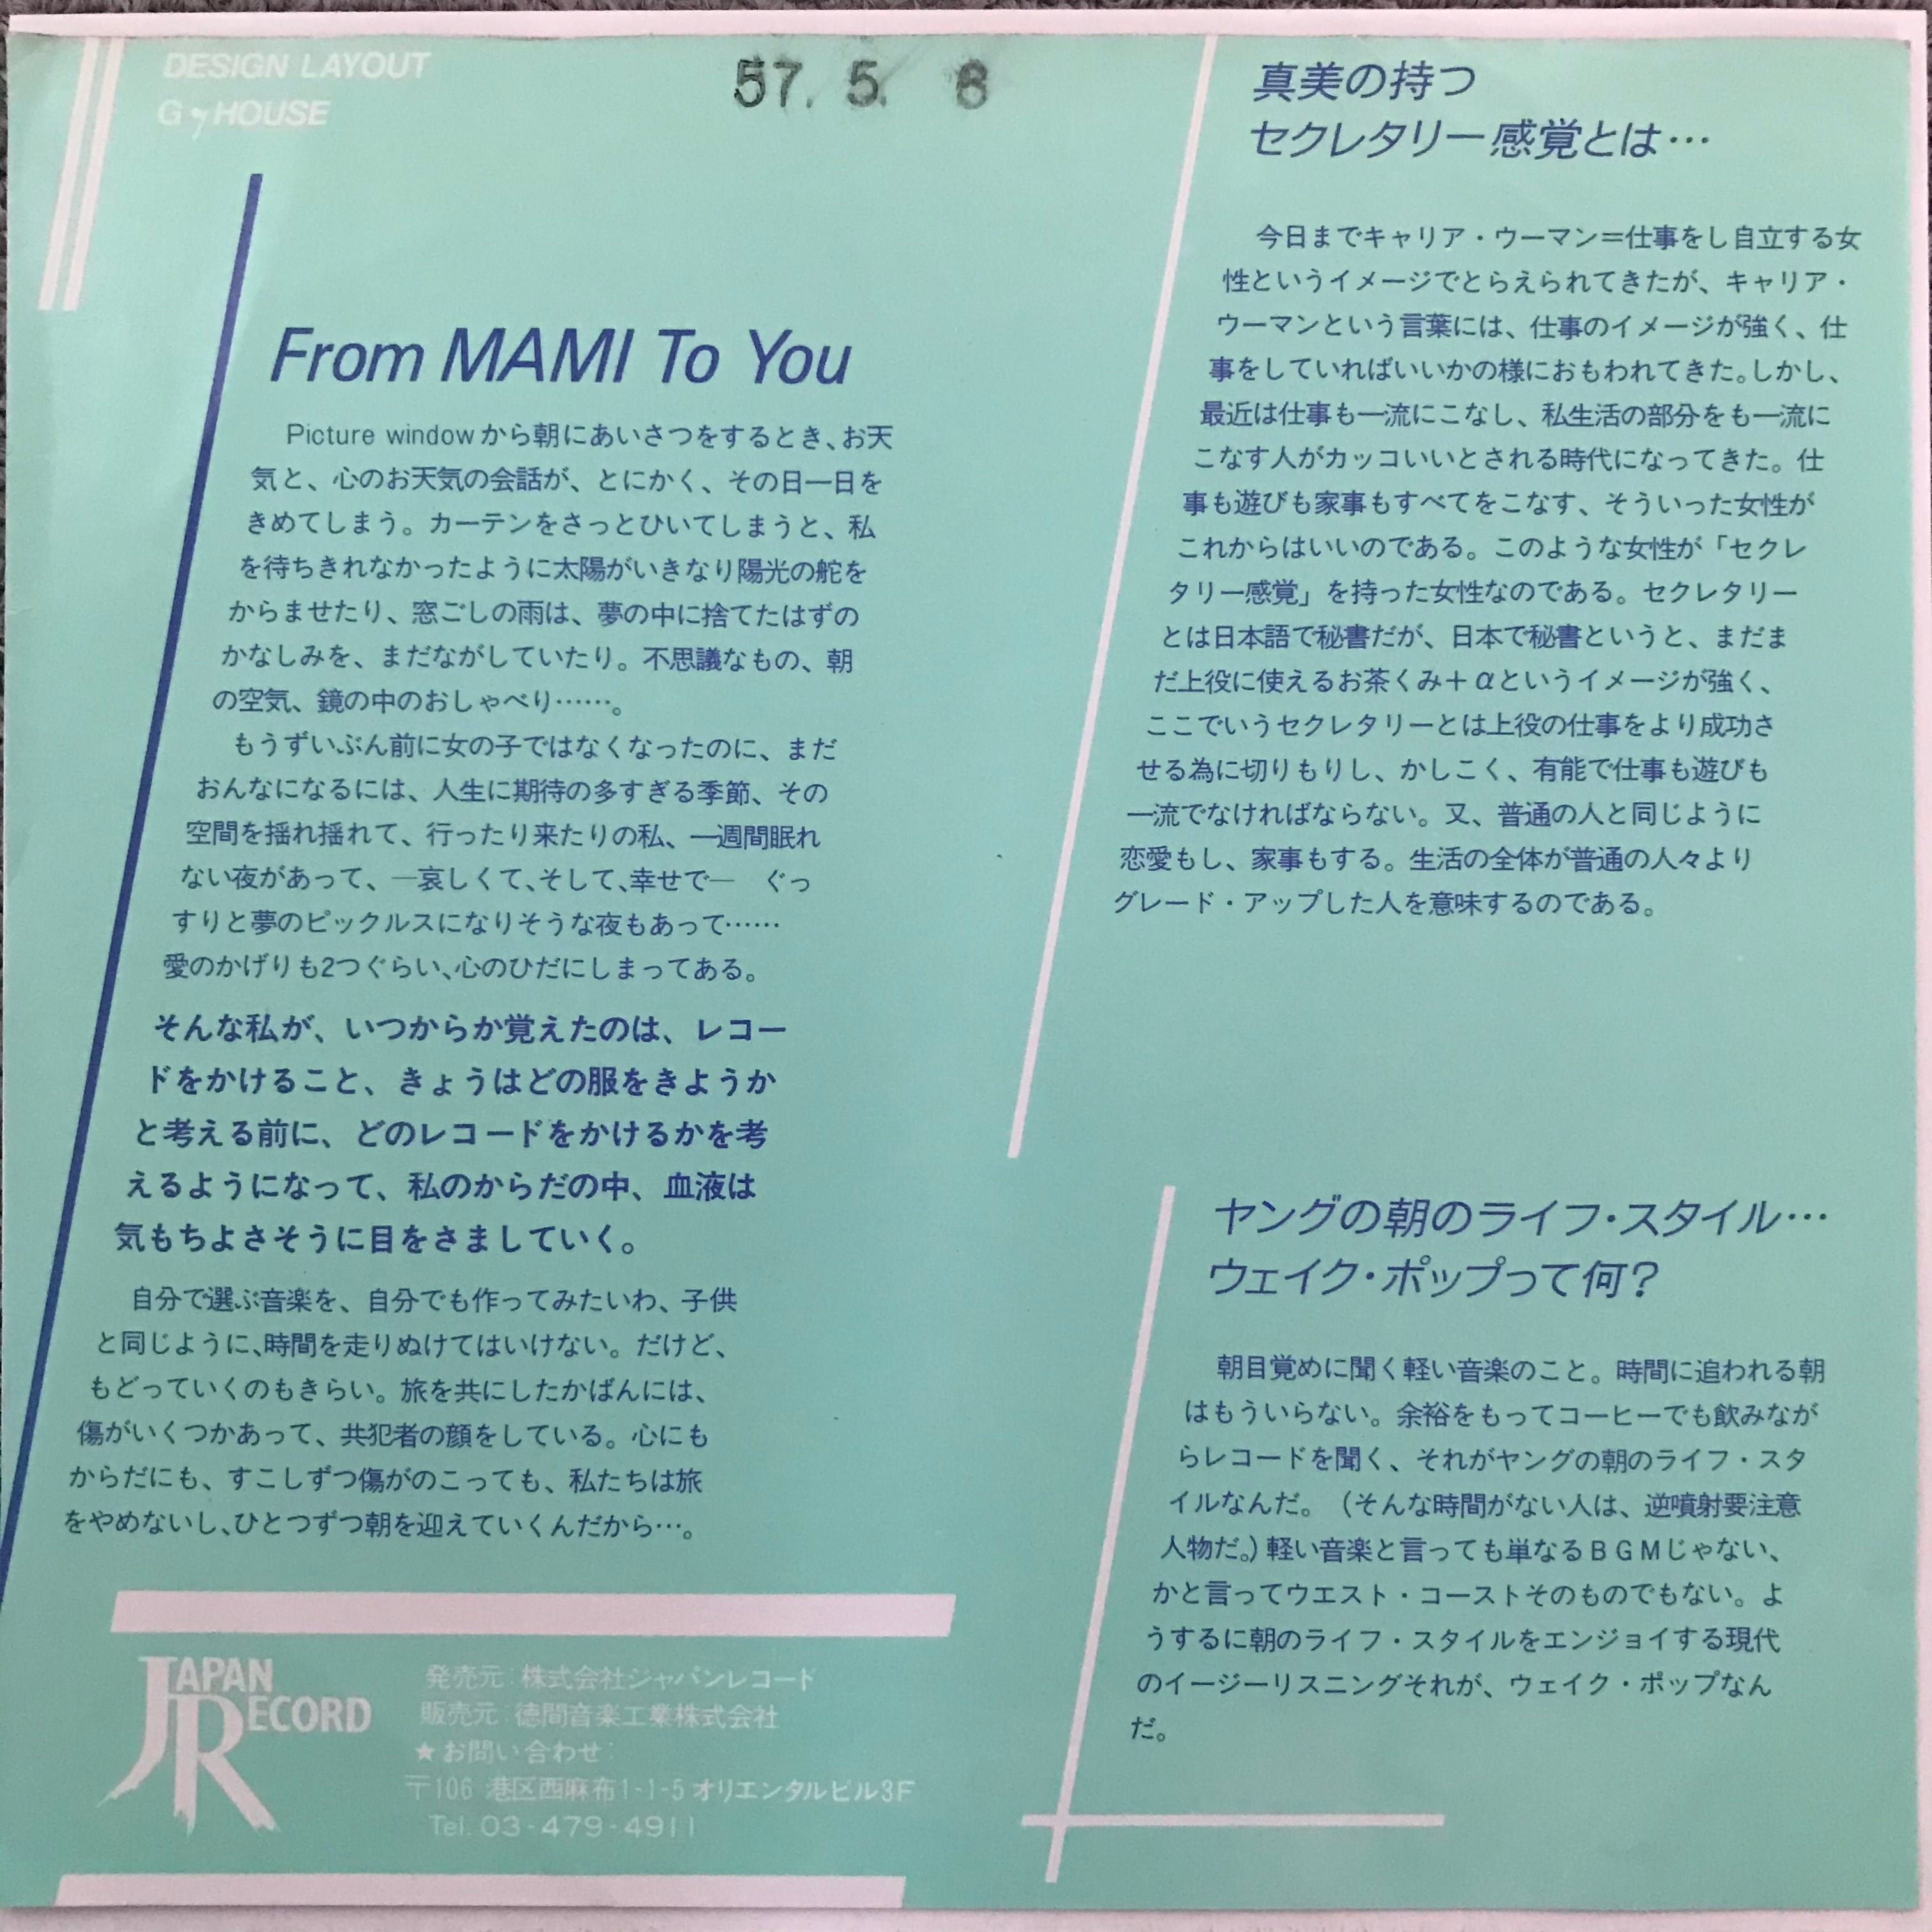 DESIGN LAYOUT
G γ HOUSE
57. 5. 6
From MAMI To You
Picture windowから朝にあいさつをするとき、お天
気と、心のお天気の会話が、とにかく、その日一日を
きめてしまう。カーテンをさっとひいてしまうと、私
を待ちきれなかったように太陽がいきなり陽光の舵を
からませたり、窓ごしの雨は、夢の中に捨てたはずの
かなしみを、まだながしていたり。不思議なもの、朝
の空気、鏡の中のおしゃべり……。
もうずいぶん前に女の子ではなくなったのに、まだ
おんなになるには、人生に期待の多すぎる季節、その
空間を揺れ揺れて、行ったり来たりの私、一週間眠れ
ない夜があって、―哀しくて、そして、幸せで― ぐっ
すりと夢のピックルスになりそうな夜もあって……
愛のかげりも2つぐらい、心のひだにしまってある。
そんな私が、いつからか覚えたのは、レコー
ドをかけること、きょうはどの服をきようか
と考える前に、どのレコードをかけるかを考
えるようになって、私のからだの中、血液は
気もちよさそうに目をさましていく。
自分で選ぶ音楽を、自分でも作ってみたいわ、子供
と同じように、時間を走りぬけてはいけない。だけど、
もどっていくのもきらい。旅を共にしたかばんには、
傷がいくつかあって、共犯者の顔をしている。心にも
からだにも、すこしずつ傷がのこっても、私たちは旅
をやめないし、ひとつずつ朝を迎えていくんだから…。
JAPAN
RECORD
発売元:株式会社ジャパンレコード
販売元:徳間音楽工業株式会社
★お問い合わせ:
〒106 港区西麻布1-1-5 オリエンタルビル3F
Tel. 03-479-4911
真美の持つ
セクレタリー感覚とは…
今日までキャリア・ウーマン＝仕事をし自立する女
性というイメージでとらえられてきたが、キャリア・
ウーマンという言葉には、仕事のイメージが強く、仕
事をしていればいいかの様におもわれてきた。しかし、
最近は仕事も一流にこなし、私生活の部分をも一流に
こなす人がカッコいいとされる時代になってきた。仕
事も遊びも家事もすべてをこなす、そういった女性が
これからはいいのである。このような女性が「セクレ
タリー感覚」を持った女性なのである。セクレタリー
とは日本語で秘書だが、日本で秘書というと、まだま
だ上役に使えるお茶くみ＋αというイメージが強く、
ここでいうセクレタリーとは上役の仕事をより成功さ
せる為に切りもりし、かしこく、有能で仕事も遊びも
一流でなければならない。又、普通の人と同じように
恋愛もし、家事もする。生活の全体が普通の人々より
グレード・アップした人を意味するのである。
ヤングの朝のライフ・スタイル…
ウェイク・ポップって何？
朝目覚めに聞く軽い音楽のこと。時間に追われる朝
はもういらない。余裕をもってコーヒーでも飲みなが
らレコードを聞く、それがヤングの朝のライフ・スタ
イルなんだ。（そんな時間がない人は、逆噴射要注意
人物だ。）軽い音楽と言っても単なるＢＧＭじゃない、
かと言ってウエスト・コーストそのものでもない。よ
うするに朝のライフ・スタイルをエンジョイする現代
のイージーリスニングそれが、ウェイク・ポップなん
だ。